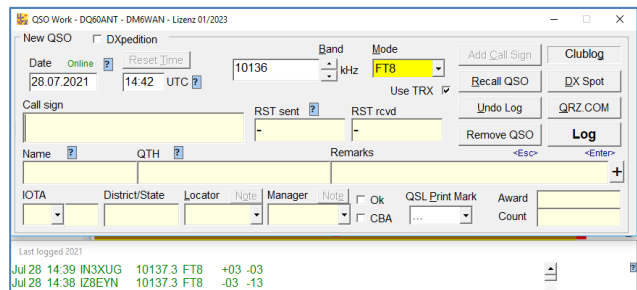 QSO Work - DQ60ANT - DM6WAN - Lizenz 01/2023
New QSO DXpedition
Date Online ? Reset Time
28.07.2021 14:42 UTC ?
Band Mode
10136 kHz FT8
Use TRX
Add Call Sign Clublog
Recall QSO DX Spot
Undo Log QRZ.COM
Remove QSO Log
<Esc> <Enter>
Call sign RST sent ? RST rcvd
- -
Name ? QTH ? Remarks
+
IOTA District/State Locator Note Manager Note Ok QSL Print Mark Award
CBA ... Count
Last logged 2021
Jul 28 14:39 IN3XUG 10137.3 FT8 +03 -03
Jul 28 14:38 IZ8EYN 10137.3 FT8 -03 -13
?